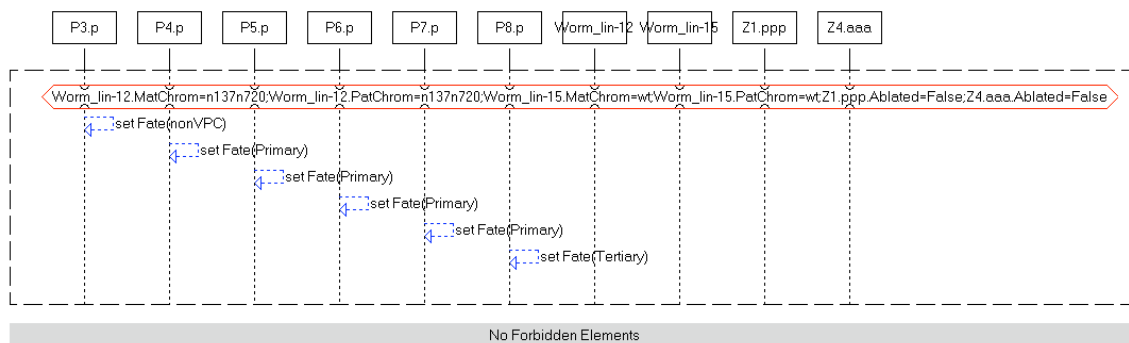 P3.p P4.p P5.p P6.p P7.p P8.p Worm_lin-12 Worm_lin-15 Z1.ppp Z4.aaa
Worm_lin-12.MatChrom=n137n720;Worm_lin-12.PatChrom=n137n720;Worm_lin-15.MatChrom=wt;Worm_lin-15.PatChrom=wt;Z1.ppp.Ablated=False;Z4.aaa.Ablated=False
set Fate(nonVPC)
set Fate(Primary)
set Fate(Primary)
set Fate(Primary)
set Fate(Primary)
set Fate(Tertiary)
No Forbidden Elements